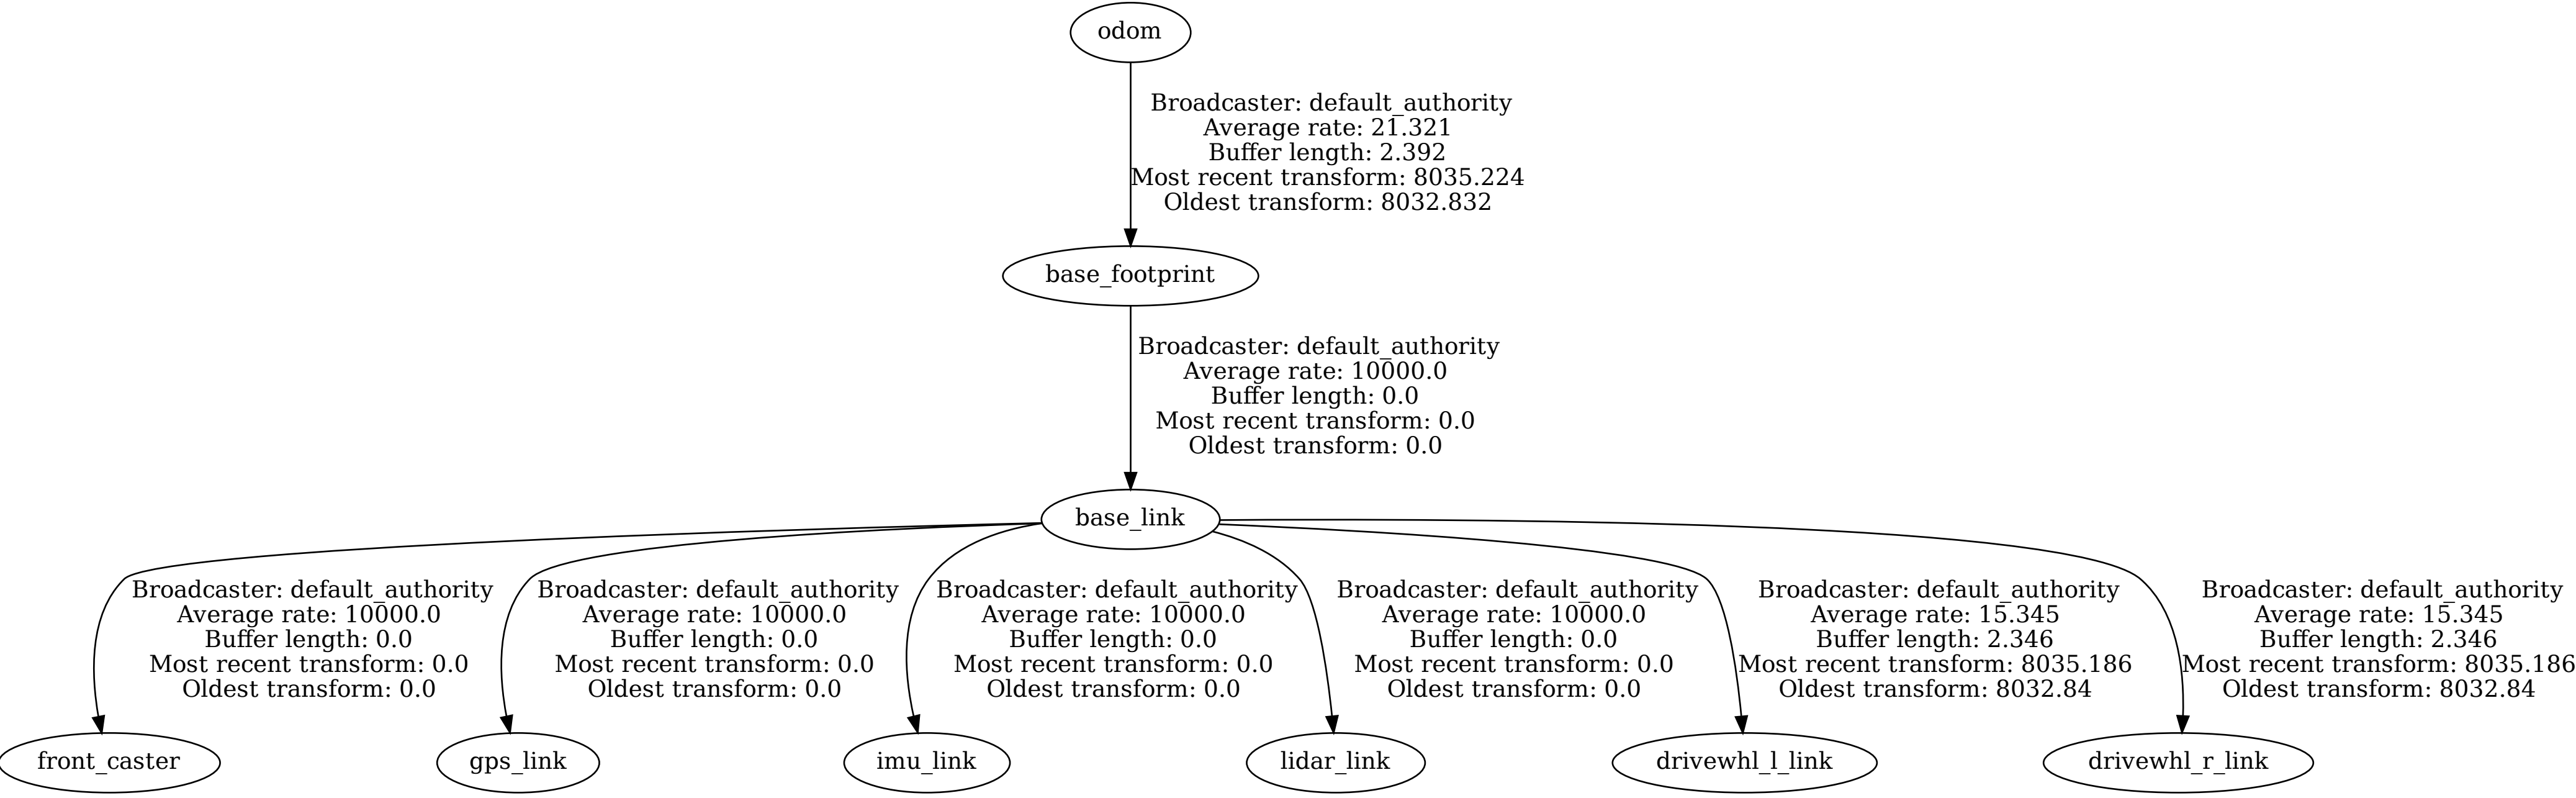 odom
Broadcaster: default_authority
Average rate: 21.321
Buffer length: 2.392
Most recent transform: 8035.224
Oldest transform: 8032.832
base_footprint
Broadcaster: default_authority
Average rate: 10000.0
Buffer length: 0.0
Most recent transform: 0.0
Oldest transform: 0.0
base_link
Broadcaster: default_authority
Average rate: 10000.0
Buffer length: 0.0
Most recent transform: 0.0
Oldest transform: 0.0
Broadcaster: default_authority
Average rate: 10000.0
Buffer length: 0.0
Most recent transform: 0.0
Oldest transform: 0.0
Broadcaster: default_authority
Average rate: 10000.0
Buffer length: 0.0
Most recent transform: 0.0
Oldest transform: 0.0
Broadcaster: default_authority
Average rate: 10000.0
Buffer length: 0.0
Most recent transform: 0.0
Oldest transform: 0.0
Broadcaster: default_authority
Average rate: 15.345
Buffer length: 2.346
Most recent transform: 8035.186
Oldest transform: 8032.84
Broadcaster: default_authority
Average rate: 15.345
Buffer length: 2.346
Most recent transform: 8035.186
Oldest transform: 8032.84
front_caster
gps_link
imu_link
lidar_link
drivewhl_l_link
drivewhl_r_link